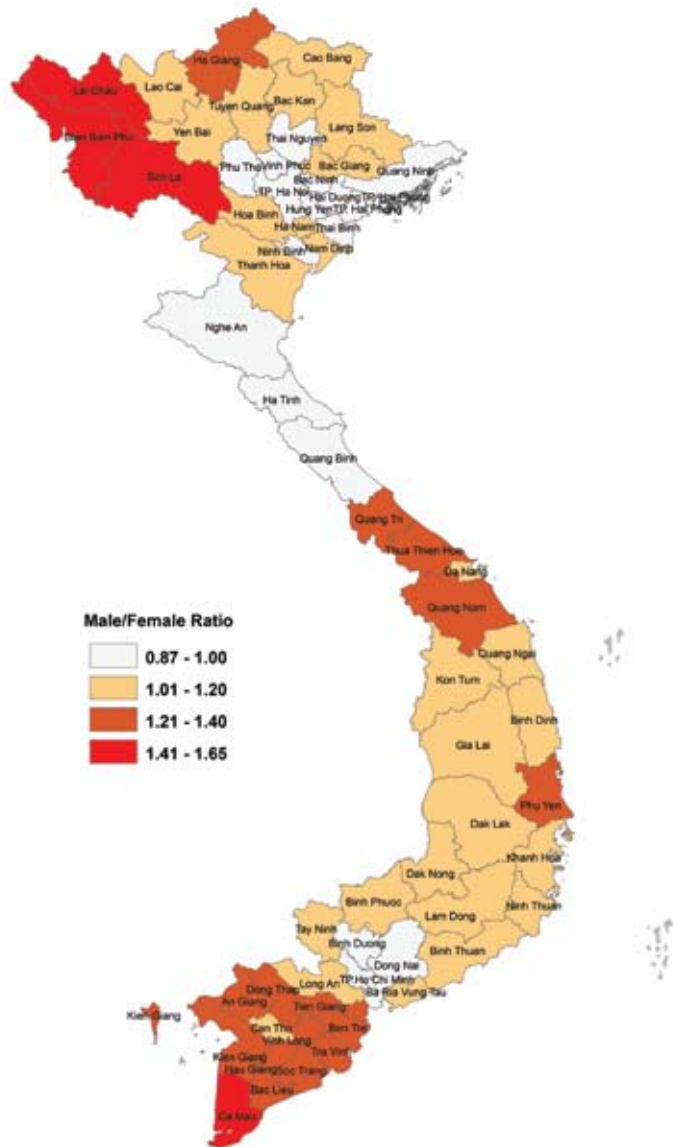 Ha Giang
Cao Bang
Lai Chau
Lao Cai
Tuyen Quang
Bac Kan
Dien Bien Phu
Yen Bai
Lang Son
Thai Nguyen
Phu Tho
Vinh Phuc
Bac Giang
Quang Ninh
Son La
Bac Ninh
TP. Ha Noi
Hai Duong
Hung Yen
TP. Hai Phong
Hoa Binh
Ha Nam
Thai Binh
Ninh Binh
Nam Dinh
Thanh Hoa
Nghe An
Ha Tinh
Quang Binh
Quang Tri
Thua Thien Hue
Da Nang
Quang Nam
Male/Female Ratio
0.87 - 1.00
1.01 - 1.20
1.21 - 1.40
1.41 - 1.65
Quang Ngai
Kon Tum
Binh Dinh
Gia Lai
Phu Yen
Dak Lak
Khanh Hoa
Dak Nong
Binh Phuoc
Ninh Thuan
Lam Dong
Tay Ninh
Binh Duong
Binh Thuan
Dong Nai
Long An
TP.Ho Chi Minh
Ba Ria Vung Tau
Dong Thap
An Giang
Tien Giang
Kien Giang
Can Tho
Ben Tre
Vinh Long
Tra Vinh
Kien Giang
Hau Giang
Soc Trang
Bac Lieu
Ca Mau